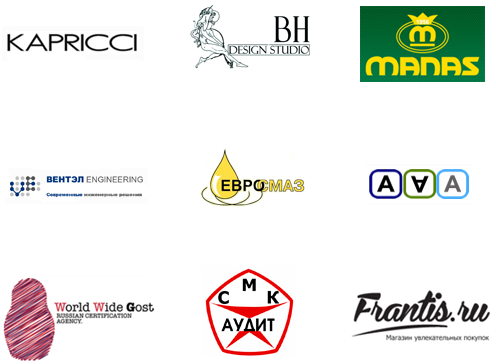 KAPRICCI
BH
DESIGN STUDIO
MANAS
ВЕНТЭЛ ENGINEERING
Современные инженерные решения
ЕВРОСМАЗ
A A A
World Wide Gost
RUSSIAN CERTIFICATION
AGENCY.
С М К
АУДИТ
Frantis.ru
Магазин увлекательных покупок